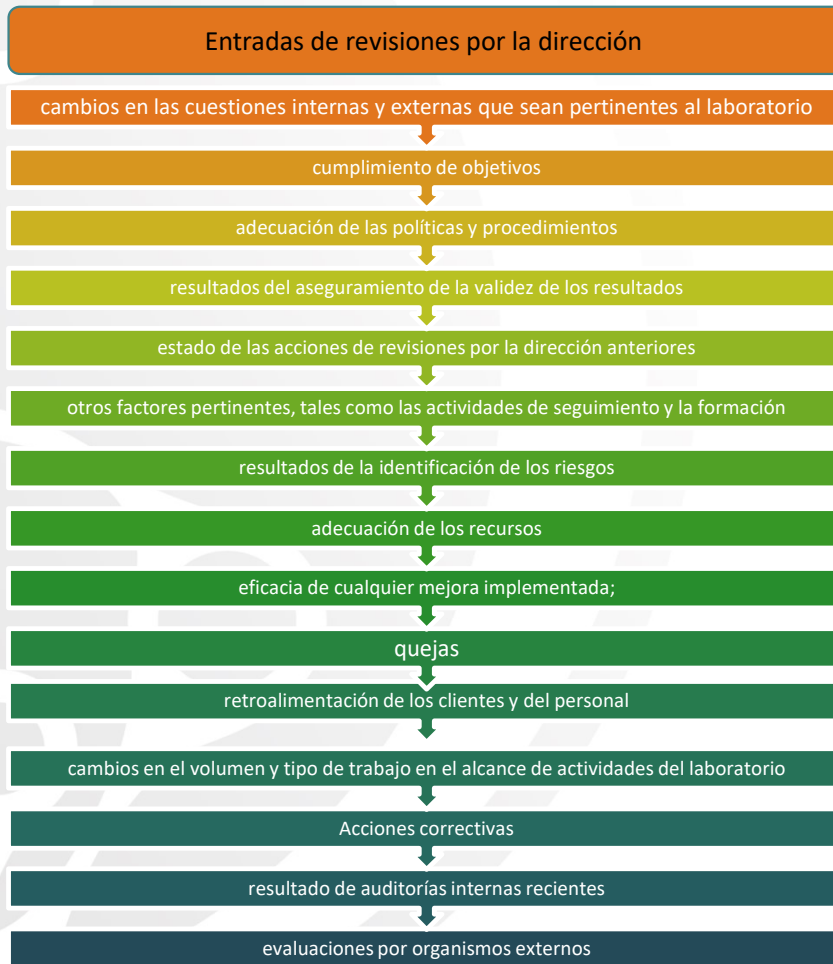 Entradas de revisiones por la dirección
cambios en las cuestiones internas y externas que sean pertinentes al laboratorio
cumplimiento de objetivos
adecuación de las políticas y procedimientos
resultados del aseguramiento de la validez de los resultados
estado de las acciones de revisiones por la dirección anteriores
otros factores pertinentes, tales como las actividades de seguimiento y la formación
resultados de la identificación de los riesgos
adecuación de los recursos
eficacia de cualquier mejora implementada;
quejas
retroalimentación de los clientes y del personal
cambios en el volumen y tipo de trabajo en el alcance de actividades del laboratorio
Acciones correctivas
resultado de auditorías internas recientes
evaluaciones por organismos externos